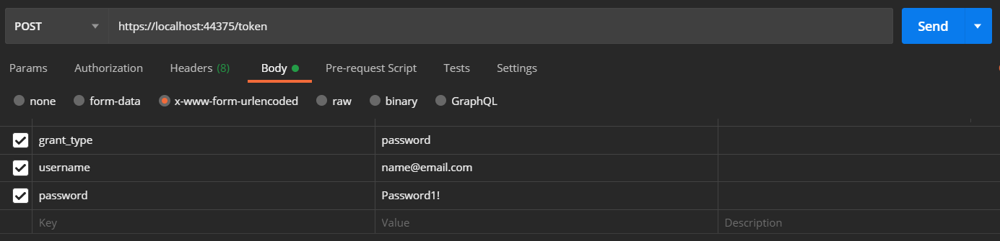 POST https://localhost:44375/token Send
Params Authorization Headers (8) Body Pre-request Script Tests Settings
none form-data x-www-form-urlencoded raw binary GraphQL
grant_type password
username name@email.com
password Password1!
Key Value Description